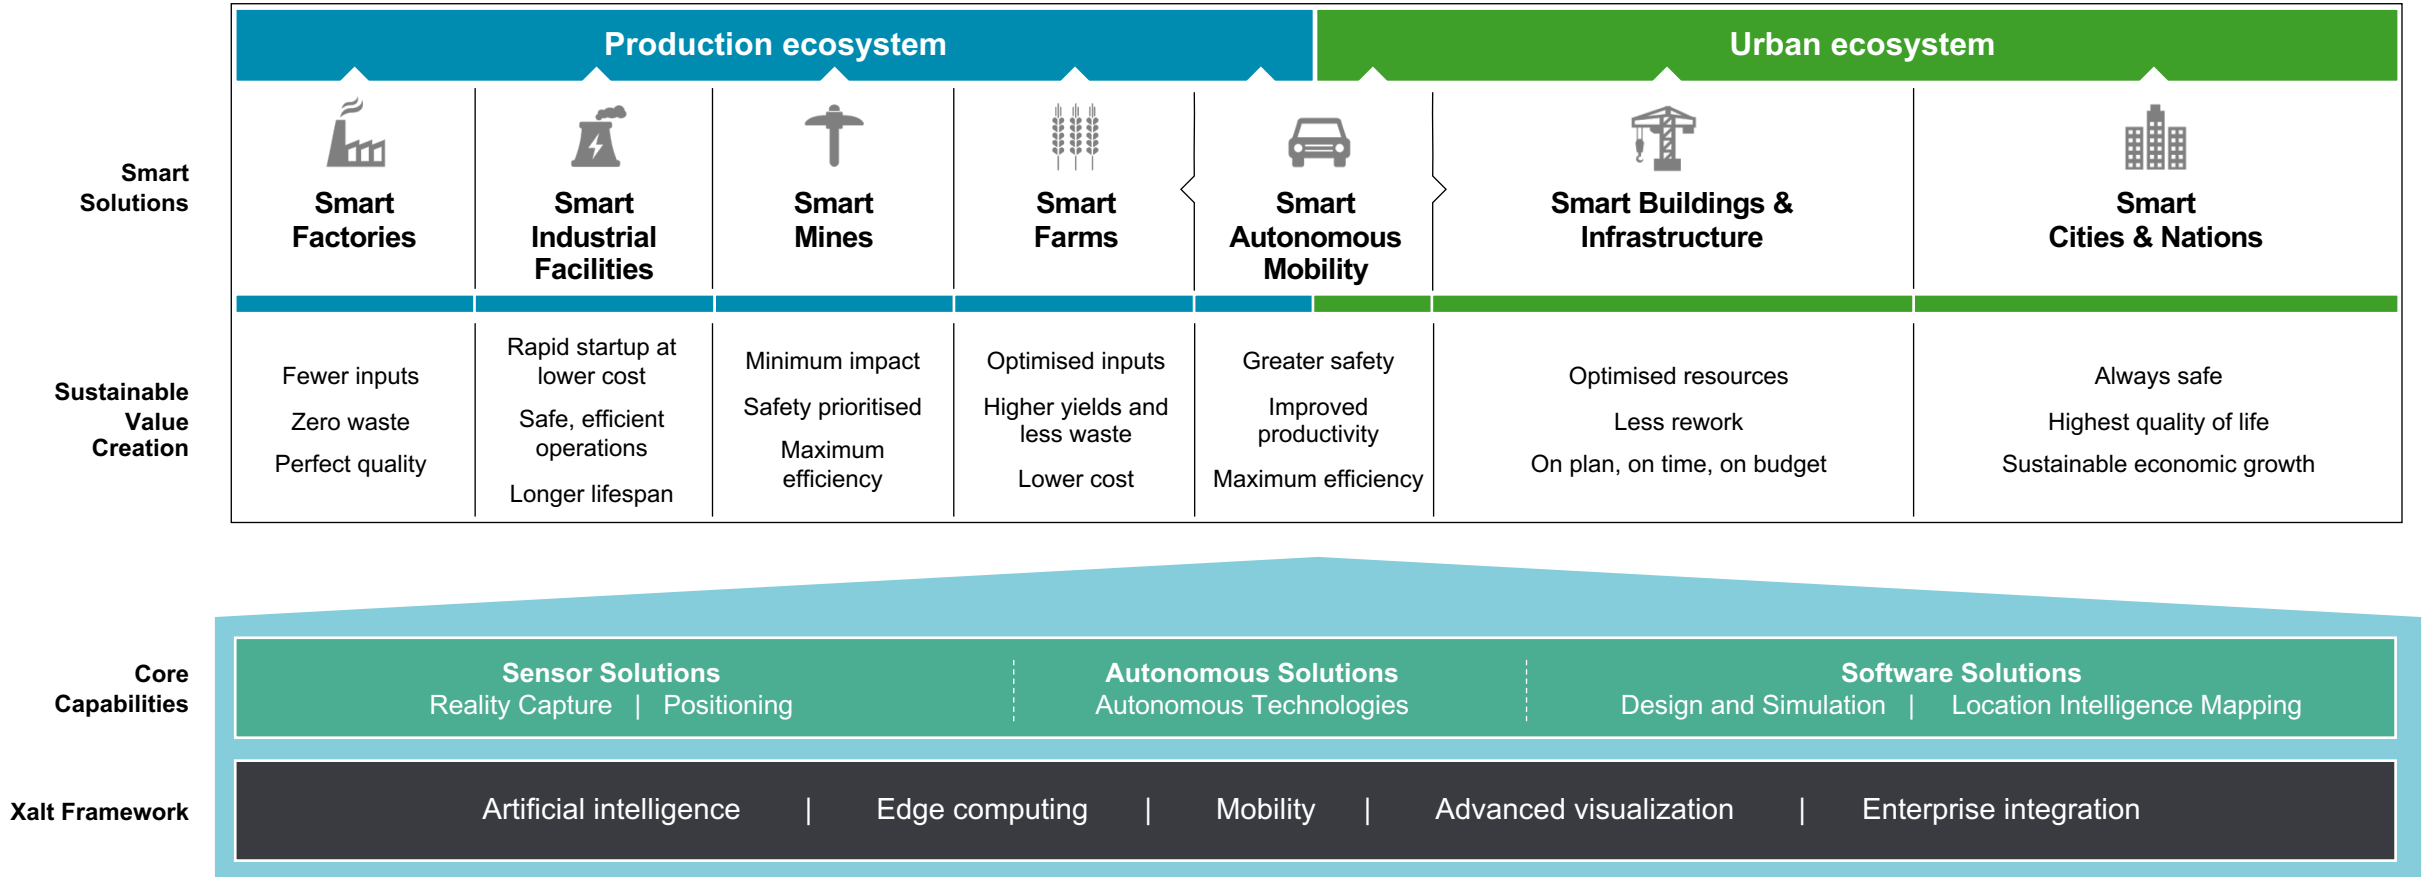 Production ecosystem
Urban ecosystem
Smart
Solutions
Smart
Factories
Smart
Industrial
Facilities
Smart
Mines
Smart
Farms
Smart
Autonomous
Mobility
Smart Buildings &
Infrastructure
Smart
Cities & Nations
Sustainable
Value
Creation
Fewer inputs
Zero waste
Perfect quality
Rapid startup at
lower cost
Safe, efficient
operations
Longer lifespan
Minimum impact
Safety prioritised
Maximum
efficiency
Optimised inputs
Higher yields and
less waste
Lower cost
Greater safety
Improved
productivity
Maximum efficiency
Optimised resources
Less rework
On plan, on time, on budget
Always safe
Highest quality of life
Sustainable economic growth
Core
Capabilities
Sensor Solutions
Reality Capture | Positioning
Autonomous Solutions
Autonomous Technologies
Software Solutions
Design and Simulation | Location Intelligence Mapping
Xalt Framework
Artificial intelligence | Edge computing | Mobility | Advanced visualization | Enterprise integration